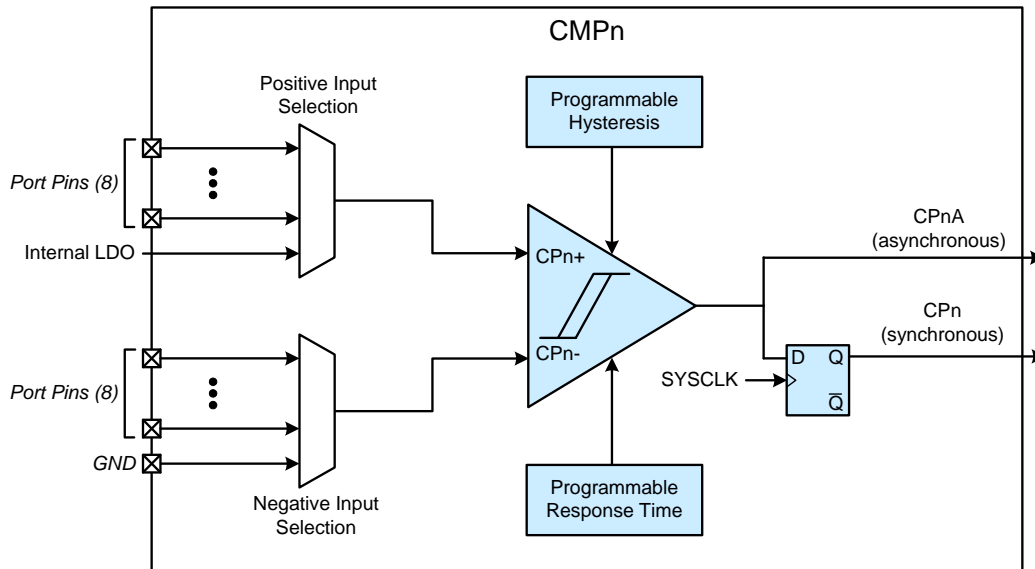 CMPn
Positive Input
Selection
Programmable
Hysteresis
Port Pins (8)
Internal LDO
CPn+
CPn-
CPnA
(asynchronous)
CPn
(synchronous)
Port Pins (8)
GND
SYSCLK
D Q
Q̅
Negative Input
Selection
Programmable
Response Time